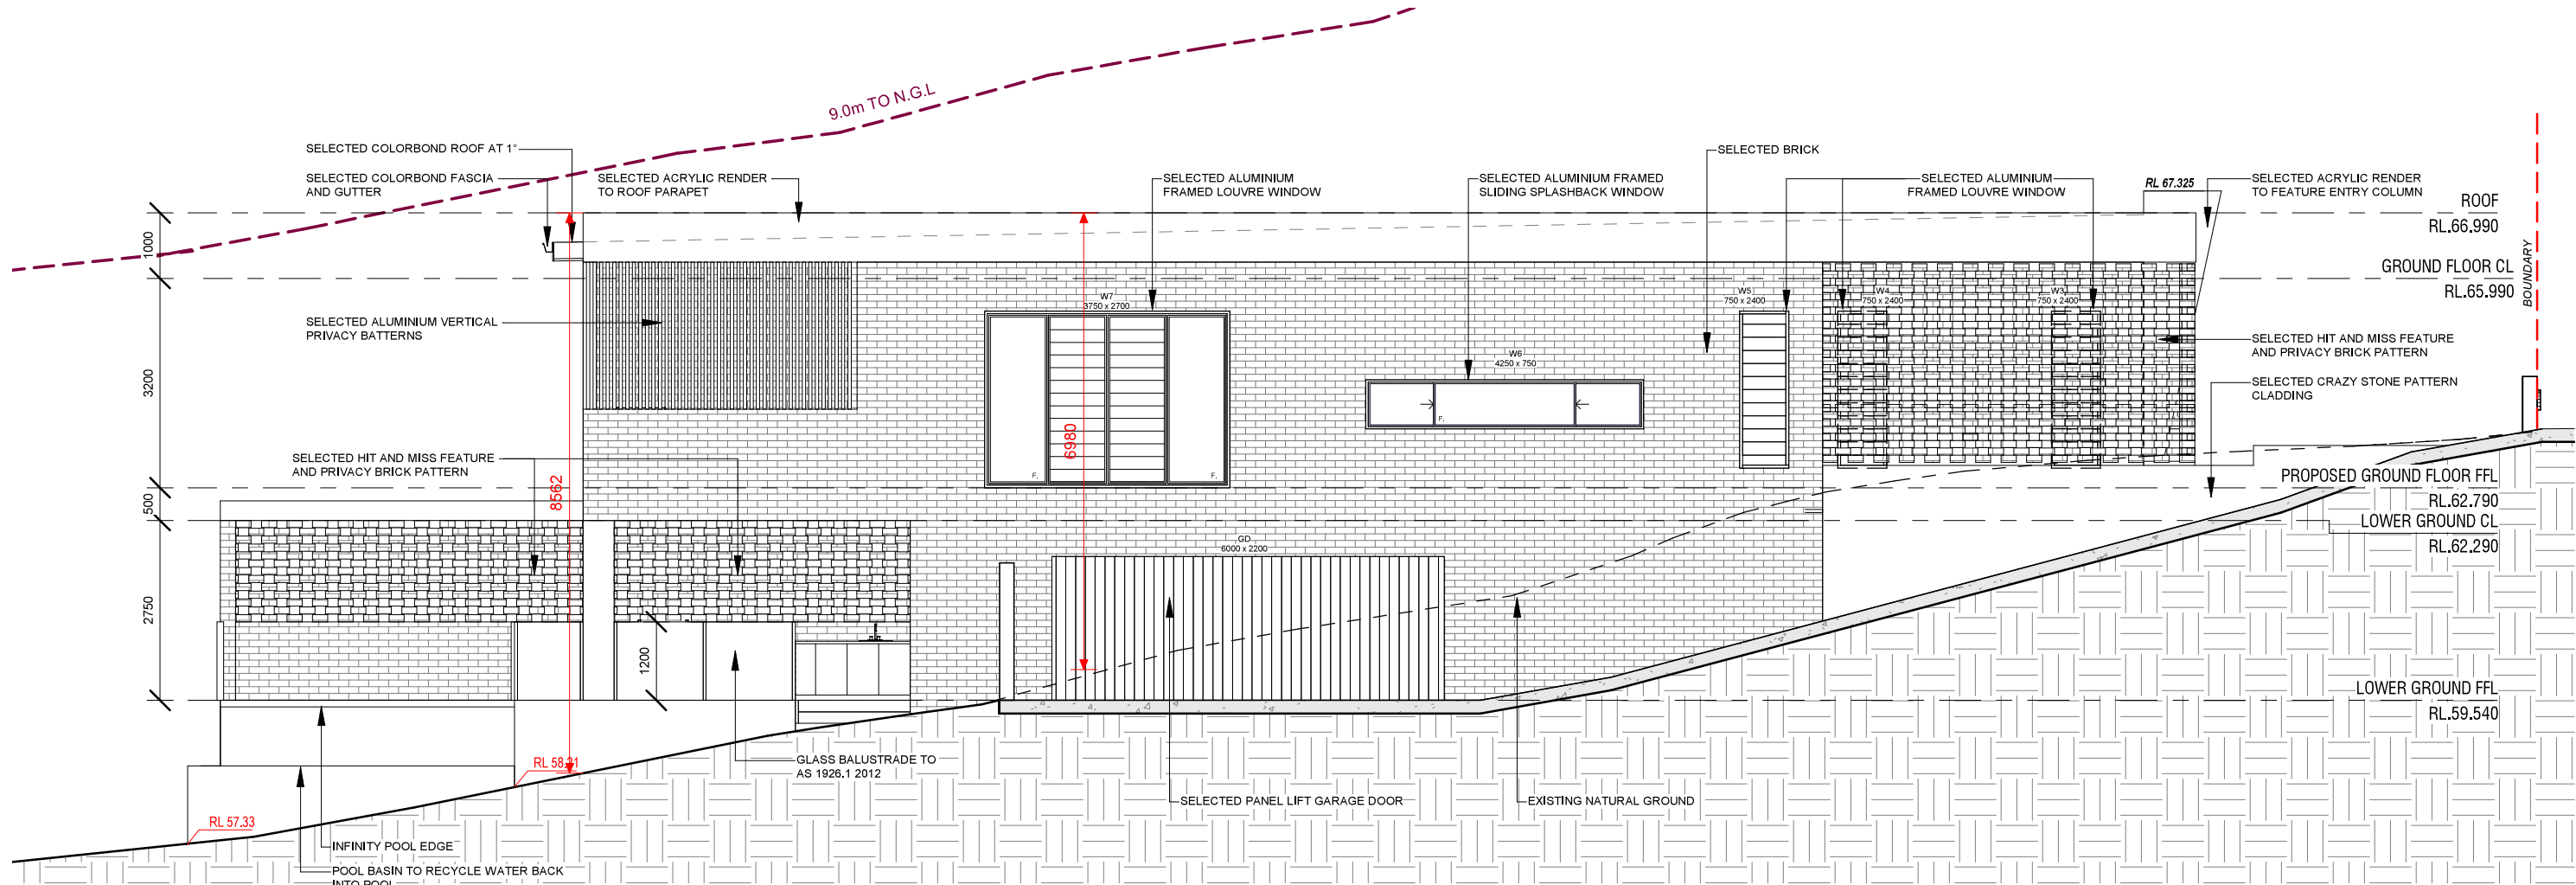 9.0m TO N.G.L
SELECTED COLORBOND ROOF AT 1°
SELECTED COLORBOND FASCIA
AND GUTTER
SELECTED ACRYLIC RENDER
TO ROOF PARAPET
SELECTED ALUMINIUM
FRAMED LOUVRE WINDOW
SELECTED ALUMINIUM FRAMED
SLIDING SPLASHBACK WINDOW
SELECTED BRICK
SELECTED ALUMINIUM
FRAMED LOUVRE WINDOW
RL 67.325
SELECTED ACRYLIC RENDER
TO FEATURE ENTRY COLUMN
ROOF
RL.66.990
BOUNDARY
GROUND FLOOR CL
RL.65.990
1000
3200
500
2750
SELECTED ALUMINIUM VERTICAL
PRIVACY BATTERNS
W7
3750 x 2700
W6
4250 x 750
W5
750 x 2400
W4
750 x 2400
W3
750 x 2400
F.
F.
F.
SELECTED HIT AND MISS FEATURE
AND PRIVACY BRICK PATTERN
SELECTED CRAZY STONE PATTERN
CLADDING
SELECTED HIT AND MISS FEATURE
AND PRIVACY BRICK PATTERN
8562
6980
PROPOSED GROUND FLOOR FFL
RL.62.790
LOWER GROUND CL
RL.62.290
GD
6000 x 2200
1200
LOWER GROUND FFL
RL.59.540
RL 58.21
GLASS BALUSTRADE TO
AS 1926.1 2012
SELECTED PANEL LIFT GARAGE DOOR
EXISTING NATURAL GROUND
RL 57.33
INFINITY POOL EDGE
POOL BASIN TO RECYCLE WATER BACK
INTO POOL